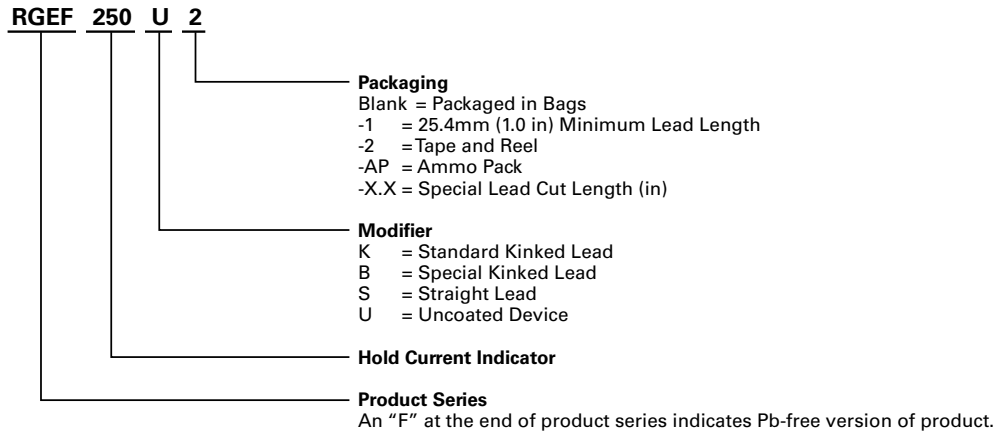 RGEF 250 U 2
Packaging
Blank = Packaged in Bags
-1 = 25.4mm (1.0 in) Minimum Lead Length
-2 =Tape and Reel
-AP = Ammo Pack
-X.X = Special Lead Cut Length (in)
Modifier
K = Standard Kinked Lead
B = Special Kinked Lead
S = Straight Lead
U = Uncoated Device
Hold Current Indicator
Product Series
An “F” at the end of product series indicates Pb-free version of product.